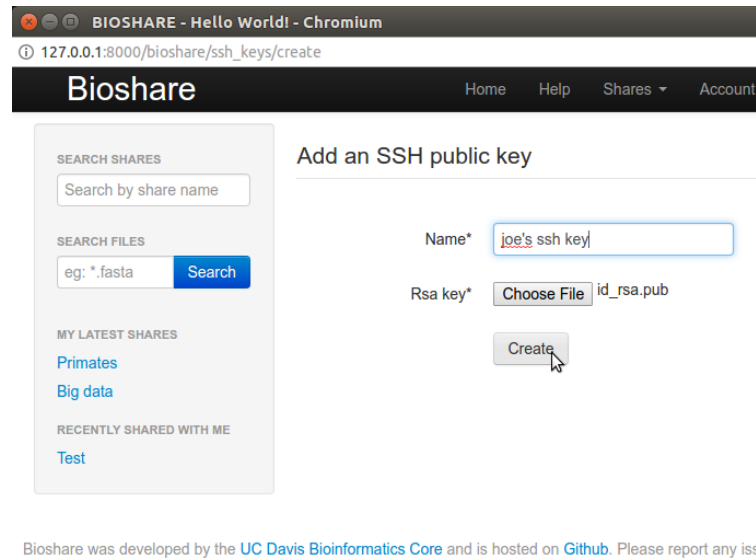 BIOSHARE - Hello World! - Chromium
127.0.0.1:8000/bioshare/ssh_keys/create
Bioshare Home Help Shares Account
SEARCH SHARES
Search by share name
SEARCH FILES
eg: *.fasta Search
MY LATEST SHARES
Primates
Big data
RECENTLY SHARED WITH ME
Test
Add an SSH public key
Name* joe's ssh key
Rsa key* Choose File id_rsa.pub
Create
Bioshare was developed by the UC Davis Bioinformatics Core and is hosted on Github. Please report any iss